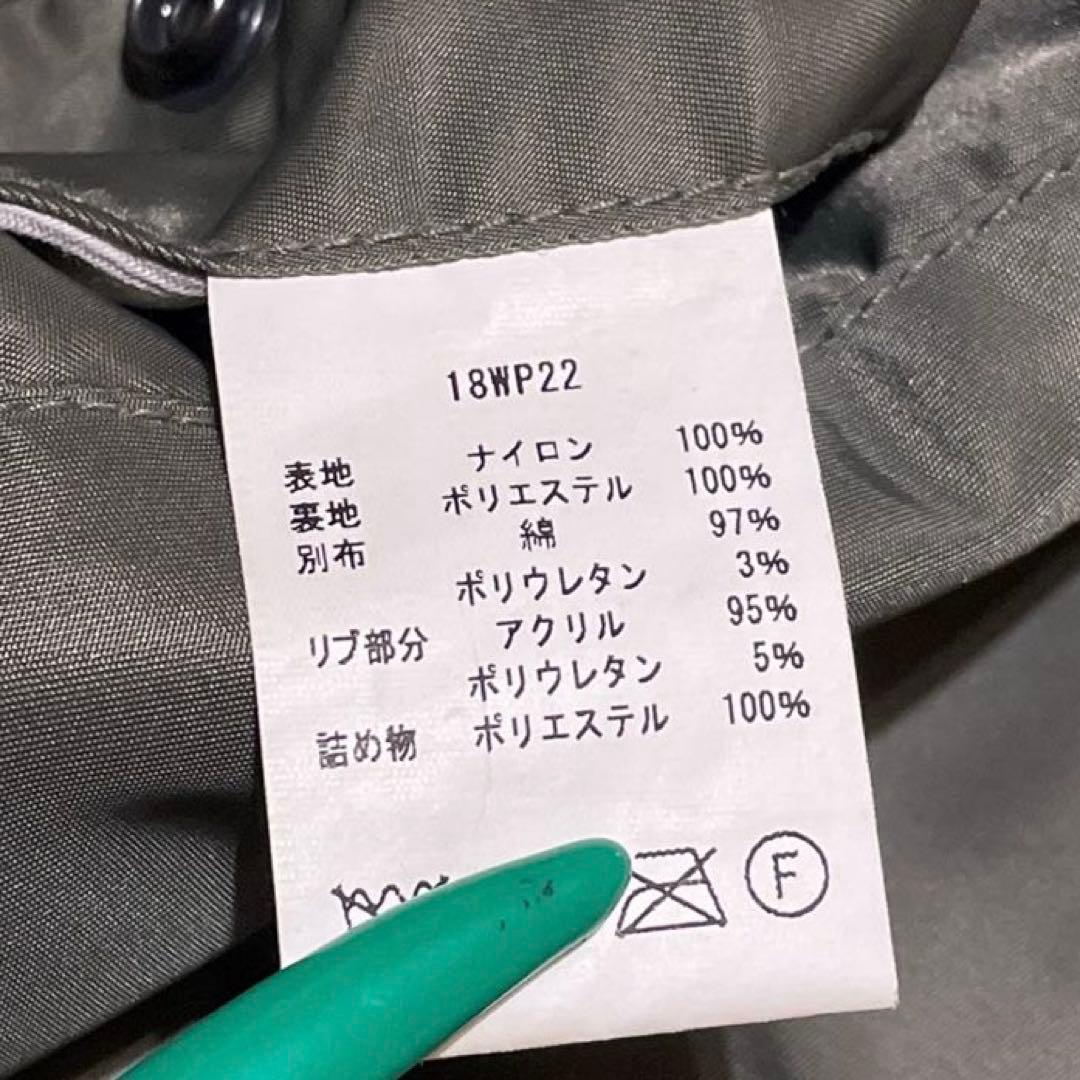 18WP22
表地 ナイロン 100%
裏地 ポリエステル 100%
別布 綿 97%
ポリウレタン 3%
リブ部分 アクリル 95%
ポリウレタン 5%
詰め物 ポリエステル 100%
F